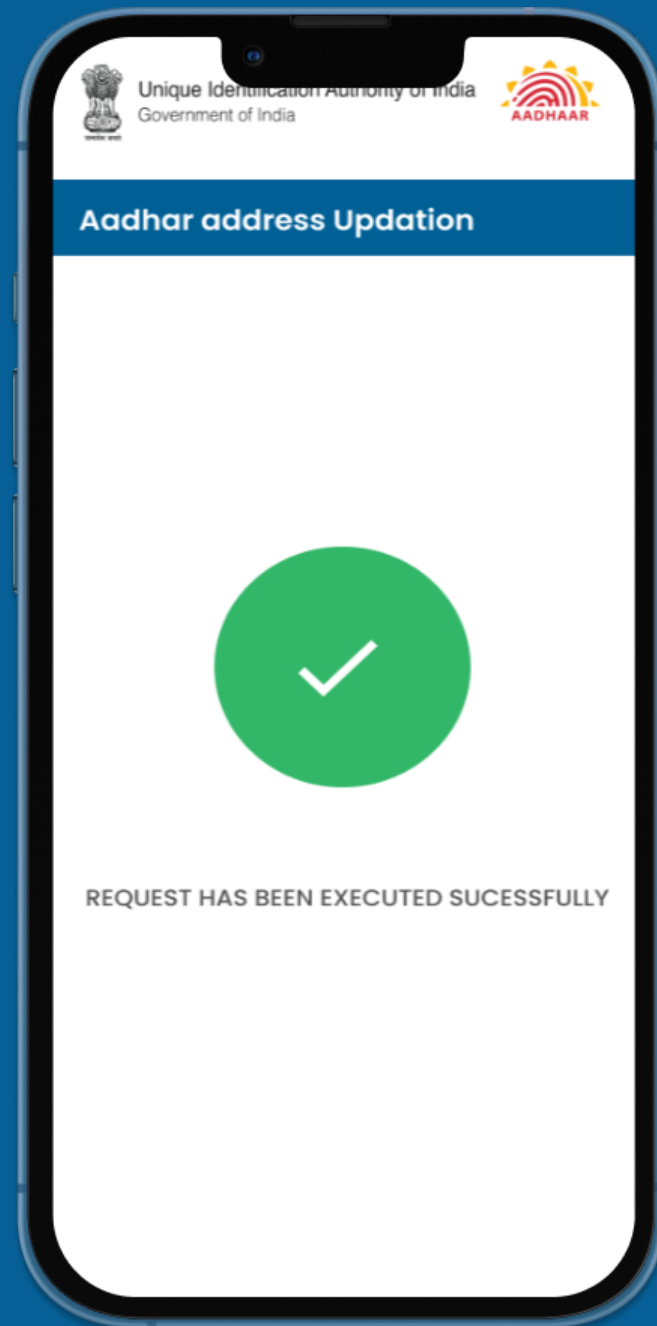 Unique Identification Authority of India
Government of India
AADHAAR
Aadhar address Updation
REQUEST HAS BEEN EXECUTED SUCESSFULLY